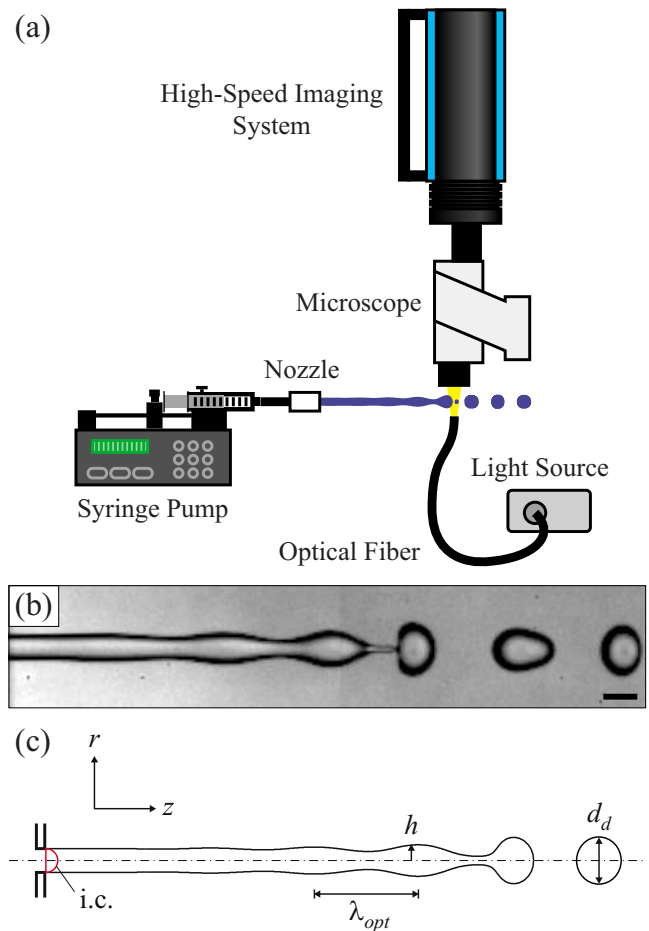 (a)
High-Speed Imaging
System
Microscope
Nozzle
Syringe Pump
Light Source
Optical Fiber
(b)
(c)
r
z
h
d_d
i.c.
λ_opt